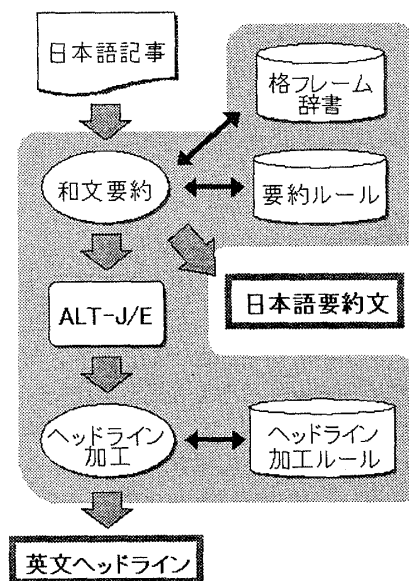 日本語記事
格フレーム
辞書
和文要約
要約ルール
日本語要約文
ALT-J/E
ヘッドライン
加工
ヘッドライン
加工ルール
英文ヘッドライン